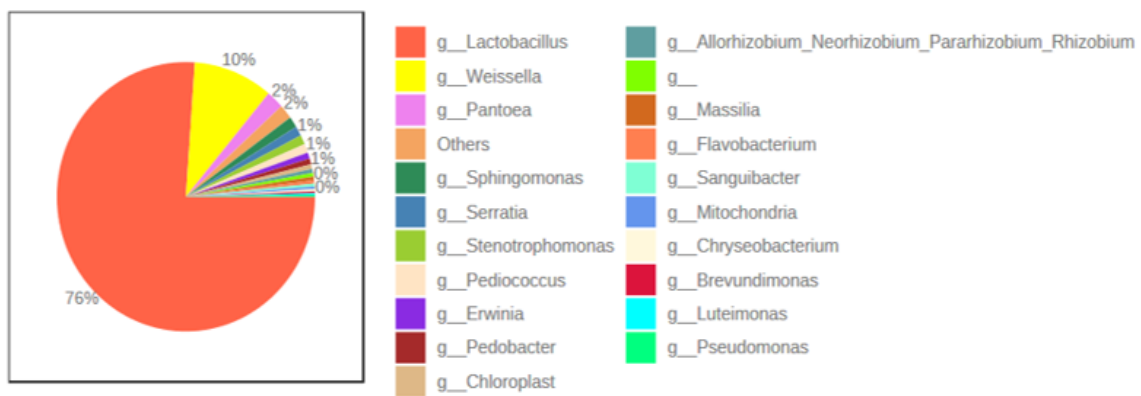 10%
2%
2%
1%
1%
1%
0%
0%
76%
g__Lactobacillus
g__Weissella
g__Pantoea
Others
g__Sphingomonas
g__Serratia
g__Stenotrophomonas
g__Pediococcus
g__Erwinia
g__Pedobacter
g__Chloroplast
g__Allorhizobium_Neorhizobium_Pararhizobium_Rhizobium
g__
g__Massilia
g__Flavobacterium
g__Sanguibacter
g__Mitochondria
g__Chryseobacterium
g__Brevundimonas
g__Luteimonas
g__Pseudomonas